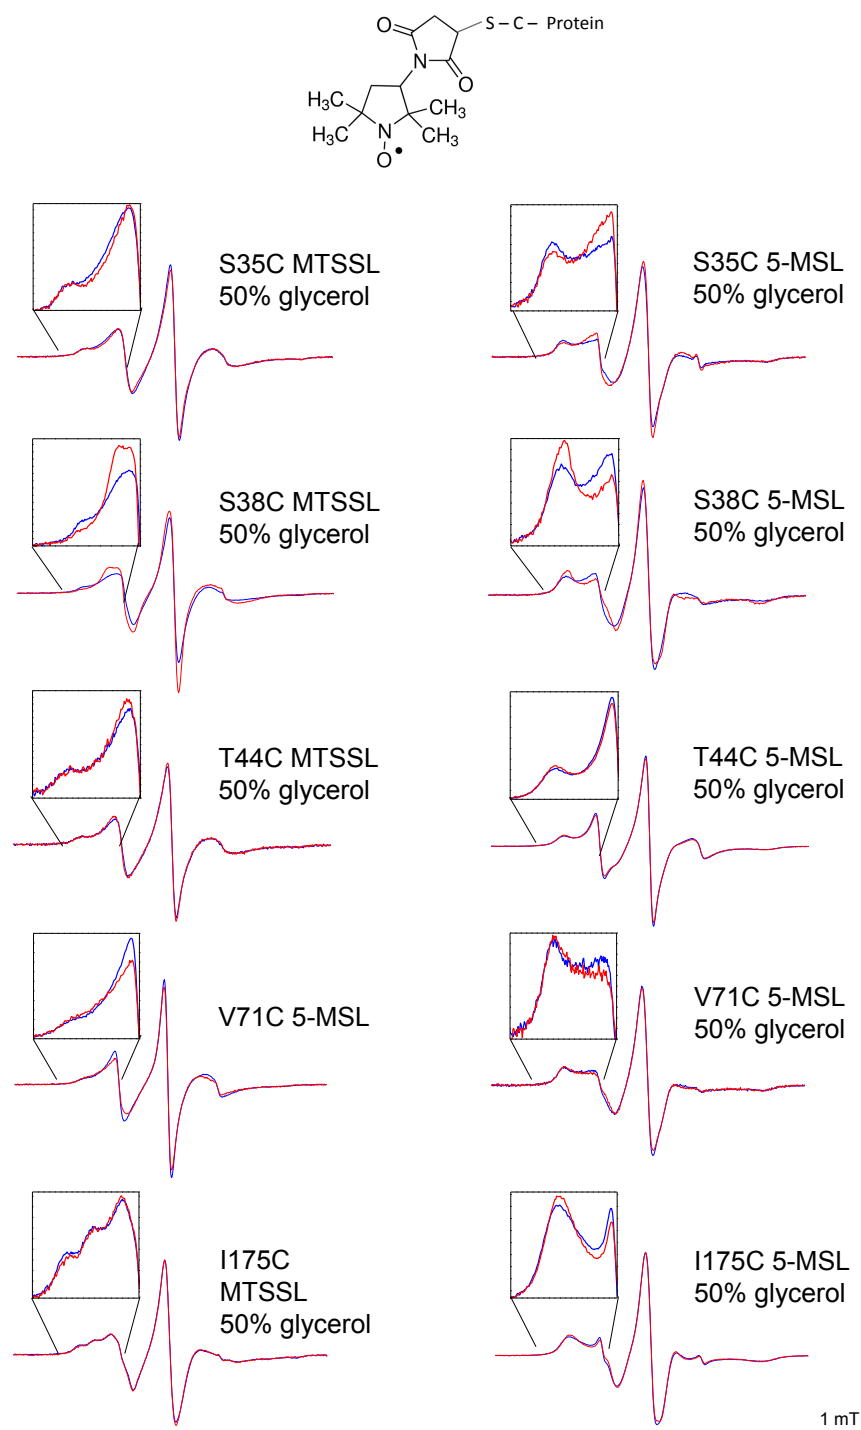 S – C – Protein
O
N
O
H₃C
CH₃
H₃C
N
CH₃
O •
S35C MTSSL
50% glycerol
S35C 5-MSL
50% glycerol
S38C MTSSL
50% glycerol
S38C 5-MSL
50% glycerol
T44C MTSSL
50% glycerol
T44C 5-MSL
50% glycerol
V71C 5-MSL
V71C 5-MSL
50% glycerol
I175C
MTSSL
50% glycerol
I175C 5-MSL
50% glycerol
1 mT